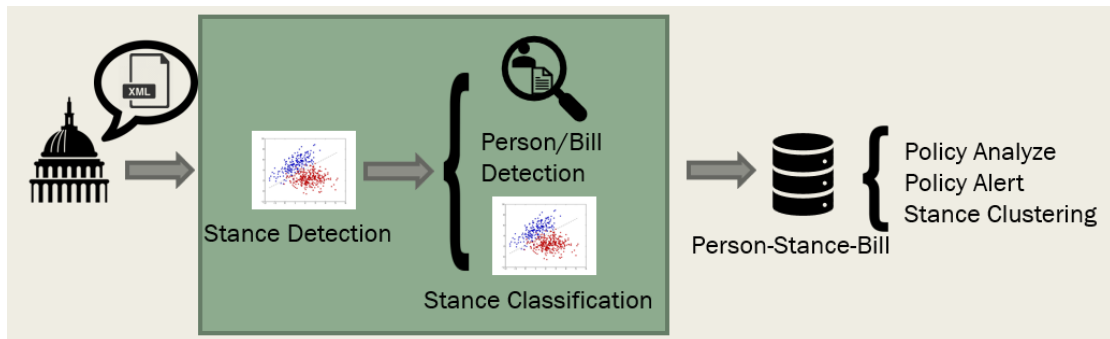 XML
Stance Detection
Person/Bill
Detection
Stance Classification
Person-Stance-Bill
Policy Analyze
Policy Alert
Stance Clustering